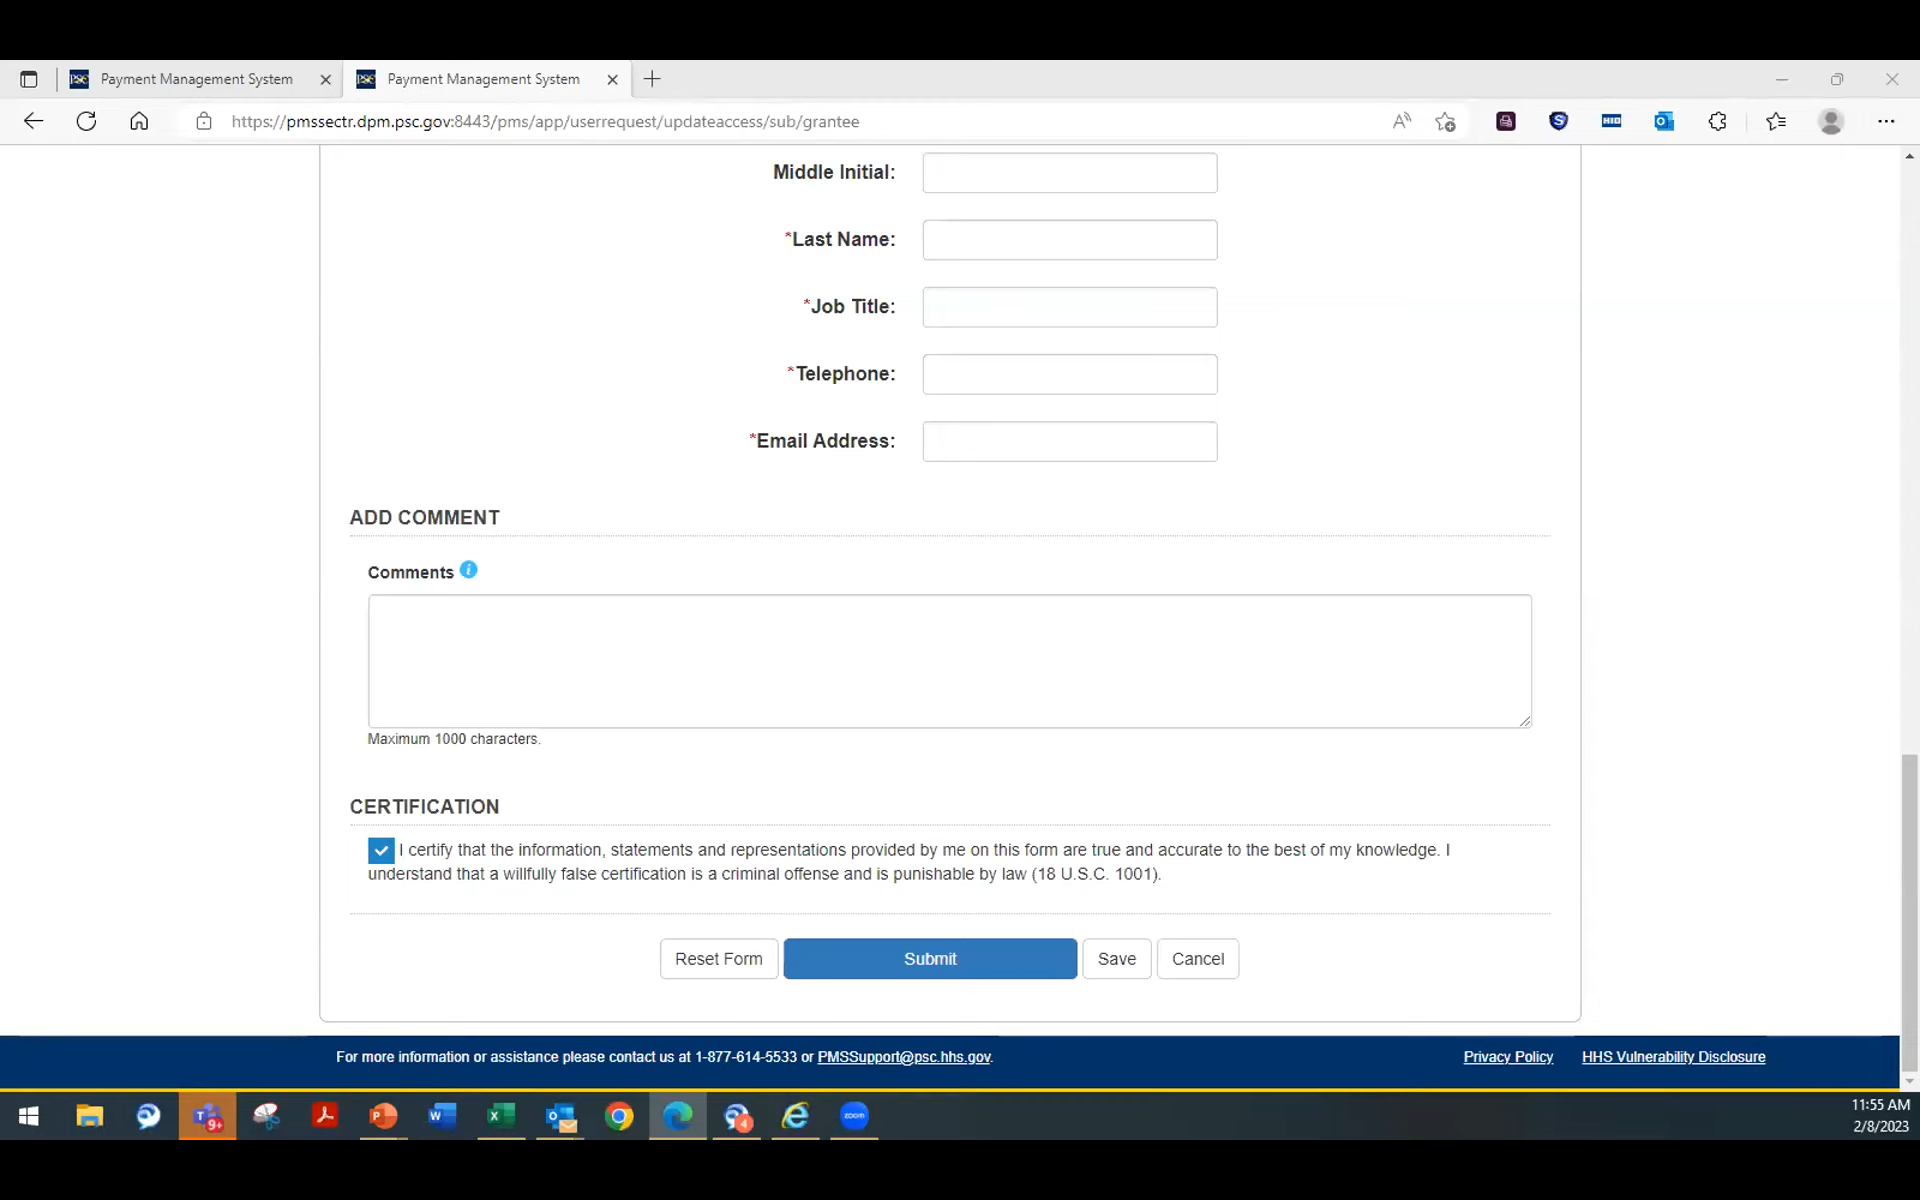 Payment Management System
Payment Management System
https://pmssectr.dpm.psc.gov:8443/pms/app/userrequest/updateaccess/sub/grantee
Middle Initial:
*Last Name:
*Job Title:
*Telephone:
*Email Address:
ADD COMMENT
Comments
Maximum 1000 characters.
CERTIFICATION
I certify that the information, statements and representations provided by me on this form are true and accurate to the best of my knowledge. I
understand that a willfully false certification is a criminal offense and is punishable by law (18 U.S.C. 1001).
Reset Form Submit Save Cancel
For more information or assistance please contact us at 1-877-614-5533 or PMSSupport@psc.hhs.gov. Privacy Policy HHS Vulnerability Disclosure
11:55 AM
2/8/2023